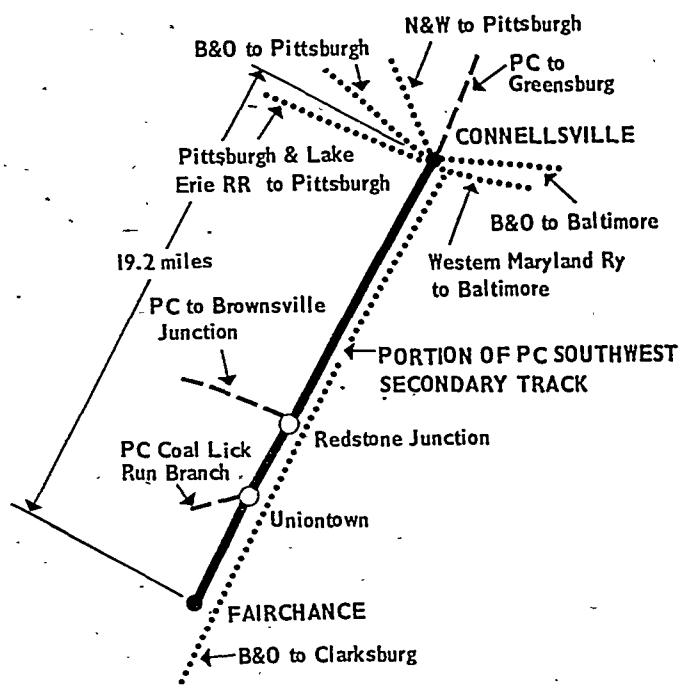 N&W to Pittsburgh
B&O to Pittsburgh
PC to
Greensburg
CONNELLSVILLE
Pittsburgh & Lake
Erie RR to Pittsburgh
B&O to Baltimore
19.2 miles
Western Maryland Ry
to Baltimore
PC to Brownsville
Junction
PORTION OF PC SOUTHWEST
SECONDARY TRACK
Redstone Junction
PC Coal Lick
Run Branch
Uniontown
FAIRCHANCE
B&O to Clarksburg